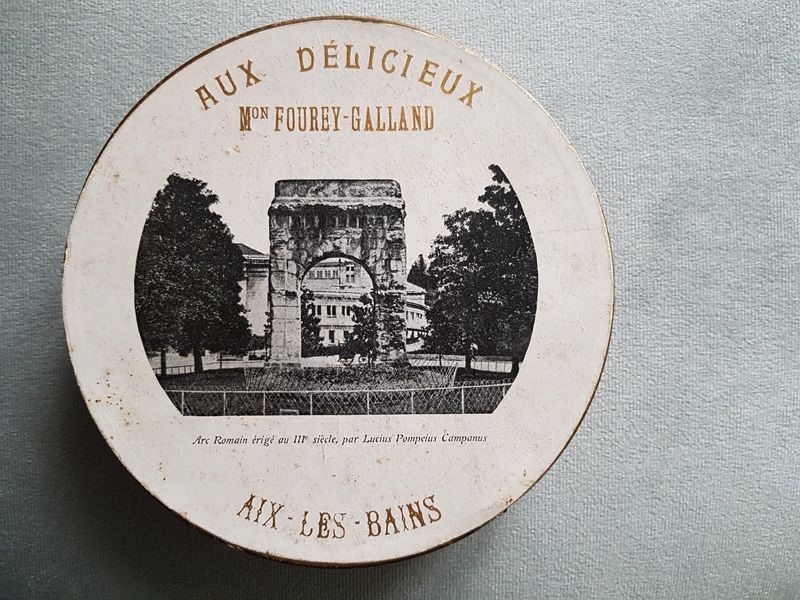 AUX DÉLICIEUX
Mᴼᴺ FOUREY-GALLAND
Arc Romain érigé au IIIᵉ siècle, par Lucius Pompeius Campanus
AIX-LES-BAINS